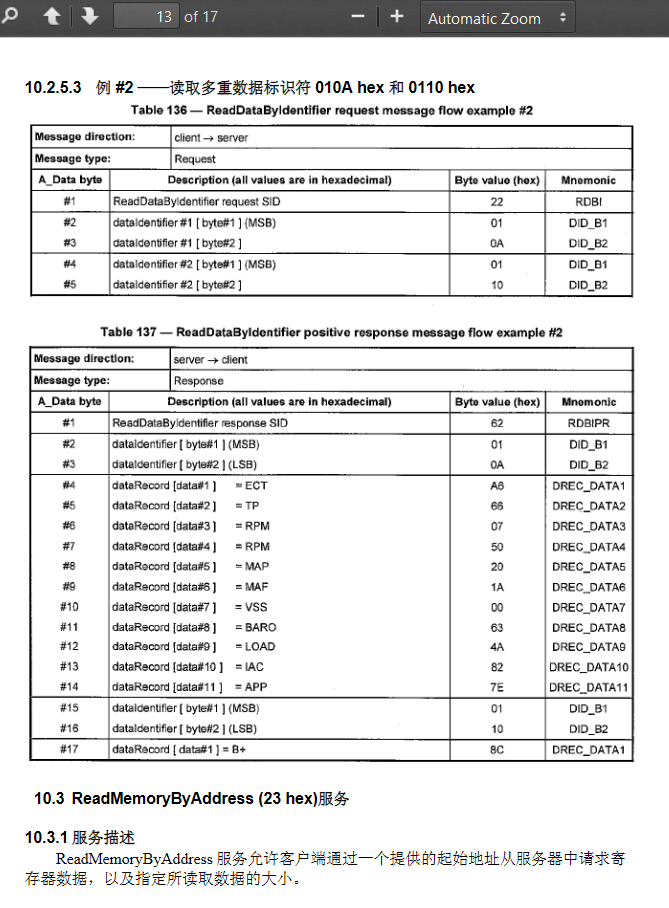 13 of 17
Automatic Zoom
10.2.5.3 例 #2 ——读取多重数据标识符 010A hex 和 0110 hex
Table 136 — ReadDataByIdentifier request message flow example #2
Message direction: client → server
Message type: Request
A_Data byte Description (all values are in hexadecimal) Byte value (hex) Mnemonic
#1 ReadDataByIdentifier request SID 22 RDBI
#2 dataIdentifier #1 [ byte#1 ] (MSB) 01 DID_B1
#3 dataIdentifier #1 [ byte#2 ] 0A DID_B2
#4 dataIdentifier #2 [ byte#1 ] (MSB) 01 DID_B1
#5 dataIdentifier #2 [ byte#2 ] 10 DID_B2
Table 137 — ReadDataByIdentifier positive response message flow example #2
Message direction: server → client
Message type: Response
A_Data byte Description (all values are in hexadecimal) Byte value (hex) Mnemonic
#1 ReadDataByIdentifier response SID 62 RDBIPR
#2 dataIdentifier [ byte#1 ] (MSB) 01 DID_B1
#3 dataIdentifier [ byte#2 ] (LSB) 0A DID_B2
#4 dataRecord [data#1 ] = ECT A6 DREC_DATA1
#5 dataRecord [data#2 ] = TP 66 DREC_DATA2
#6 dataRecord [data#3 ] = RPM 07 DREC_DATA3
#7 dataRecord [data#4 ] = RPM 50 DREC_DATA4
#8 dataRecord [data#5 ] = MAP 20 DREC_DATA5
#9 dataRecord [data#6 ] = MAF 1A DREC_DATA6
#10 dataRecord [data#7 ] = VSS 00 DREC_DATA7
#11 dataRecord [data#8 ] = BARO 63 DREC_DATA8
#12 dataRecord [data#9 ] = LOAD 4A DREC_DATA9
#13 dataRecord [data#10 ] = IAC 82 DREC_DATA10
#14 dataRecord [data#11 ] = APP 7E DREC_DATA11
#15 dataIdentifier [ byte#1 ] (MSB) 01 DID_B1
#16 dataIdentifier [ byte#2 ] (LSB) 10 DID_B2
#17 dataRecord [ data#1 ] = B+ 8C DREC_DATA1
10.3 ReadMemoryByAddress (23 hex)服务
10.3.1 服务描述
ReadMemoryByAddress 服务允许客户端通过一个提供的起始地址从服务器中请求寄
存器数据，以及指定所读取数据的大小。